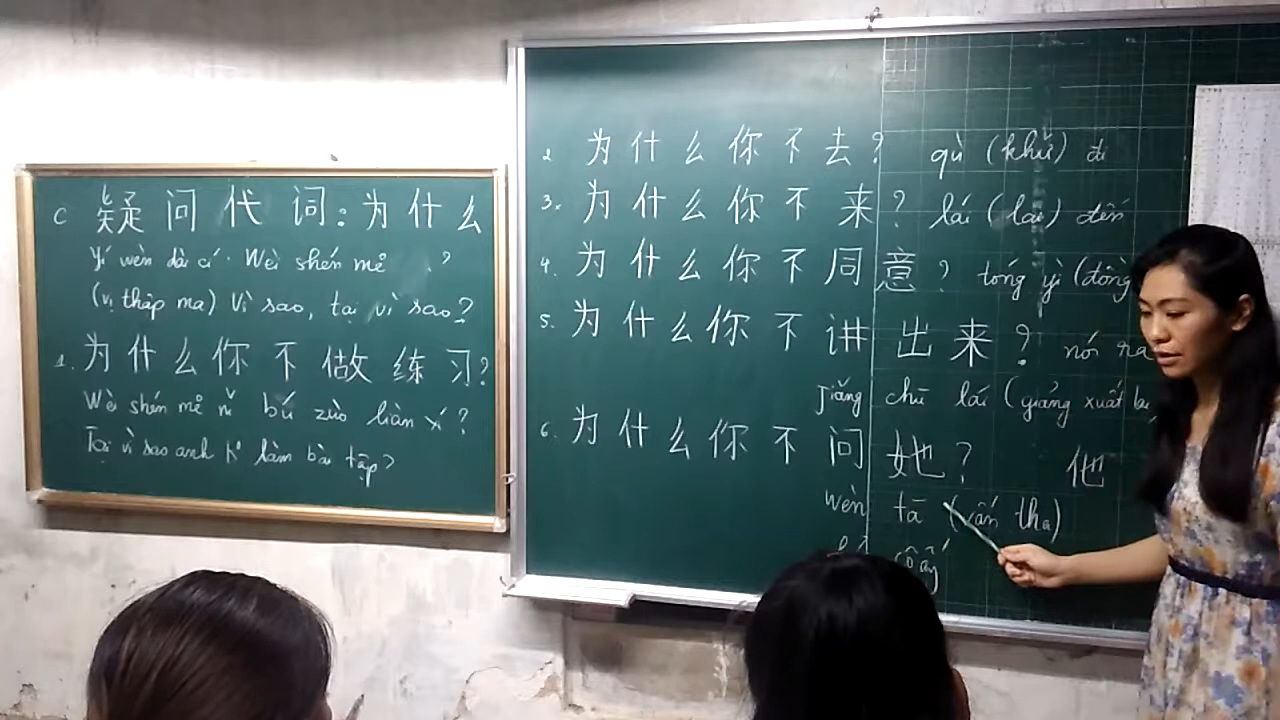 C 疑问代词:为什么
Yí wèn dài cí. Wèi shén mě ?
(vị thập ma) Vì sao, tại vì sao?
1. 为什么你不做练习?
Wèi shén mě nǐ bú zuò liàn xí?
Tại vì sao anh ko làm bài tập?
2 为什么你不去? qù (khứ) đi
3. 为什么你不来? lái (lai) đến
4. 为什么你不同意? tóng yì (đồng
5. 为什么你不讲出来? nói ra
jiǎng chū lái (giảng xuất
6. 为什么你不问她? 他
wèn tā (vấn tha)
cô ấy